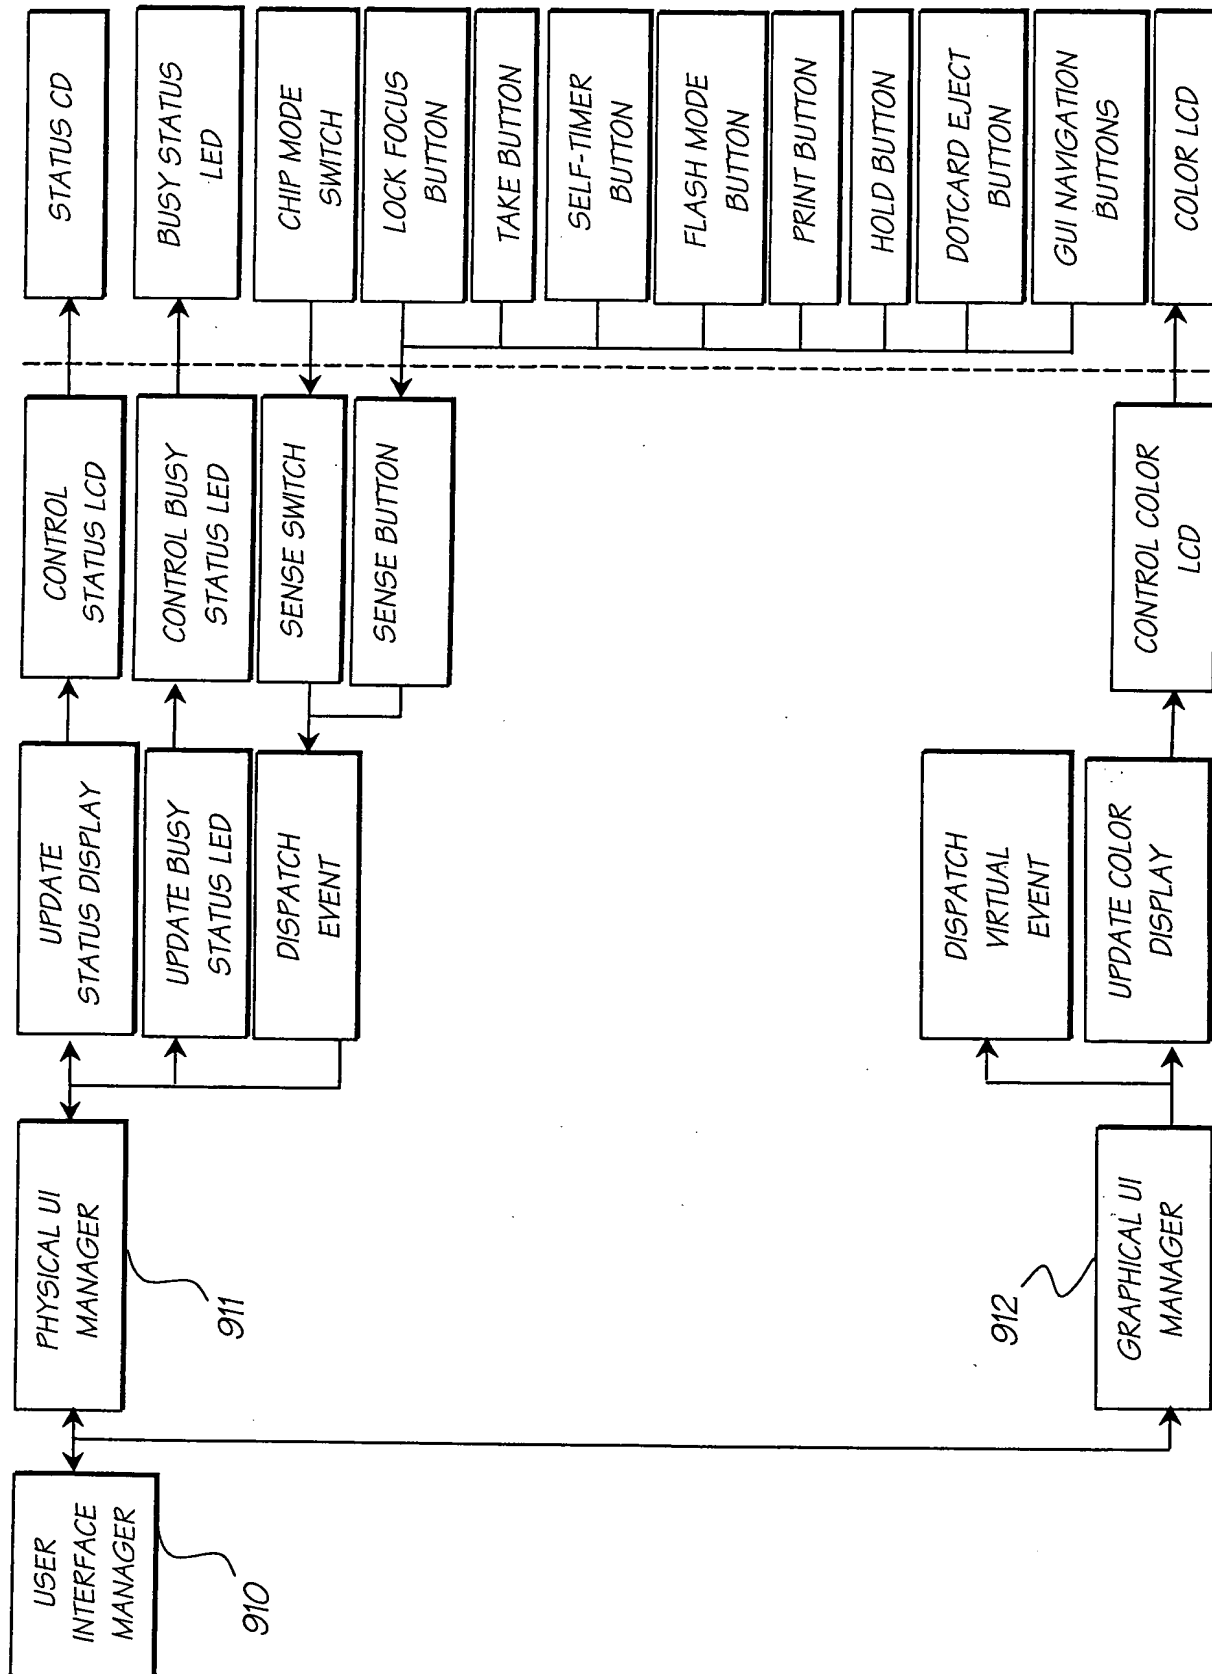 USER
INTERFACE
MANAGER
910
PHYSICAL UI
MANAGER
911
GRAPHICAL UI
MANAGER
912
UPDATE
STATUS DISPLAY
UPDATE BUSY
STATUS LED
DISPATCH
EVENT
DISPATCH
VIRTUAL
EVENT
UPDATE COLOR
DISPLAY
CONTROL
STATUS LCD
CONTROL BUSY
STATUS LED
SENSE SWITCH
SENSE BUTTON
CONTROL COLOR
LCD
STATUS CD
BUSY STATUS
LED
CHIP MODE
SWITCH
LOCK FOCUS
BUTTON
TAKE BUTTON
SELF-TIMER
BUTTON
FLASH MODE
BUTTON
PRINT BUTTON
HOLD BUTTON
DOTCARD EJECT
BUTTON
GUI NAVIGATION
BUTTONS
COLOR LCD